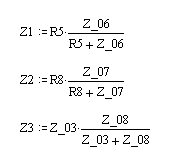 Z1 := R5 · Z_06 / (R5 + Z_06)
Z2 := R8 · Z_07 / (R8 + Z_07)
Z3 := Z_03 · Z_08 / (Z_03 + Z_08)